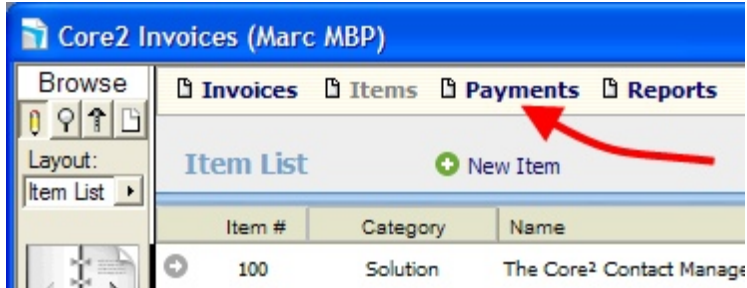 Core2 Invoices (Marc MBP)
Browse
Invoices Items Payments Reports
Layout:
Item List
Item List
New Item
Item # Category Name
100 Solution The Core² Contact Manage